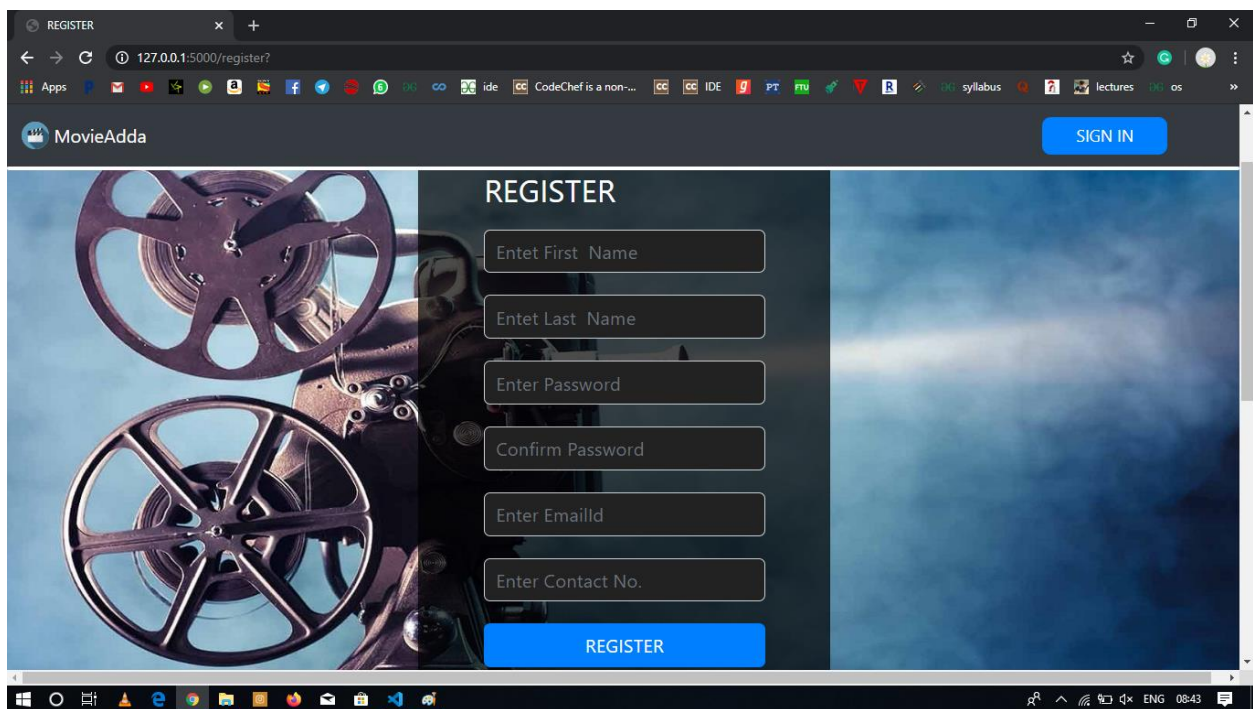 REGISTER
127.0.0.1:5000/register?
Apps
ide
CodeChef is a non-...
IDE
PT
FTU
R
syllabus
lectures
os
»
MovieAdda
SIGN IN
REGISTER
Entet First Name
Entet Last Name
Enter Password
Confirm Password
Enter EmailId
Enter Contact No.
REGISTER
ENG 08:43